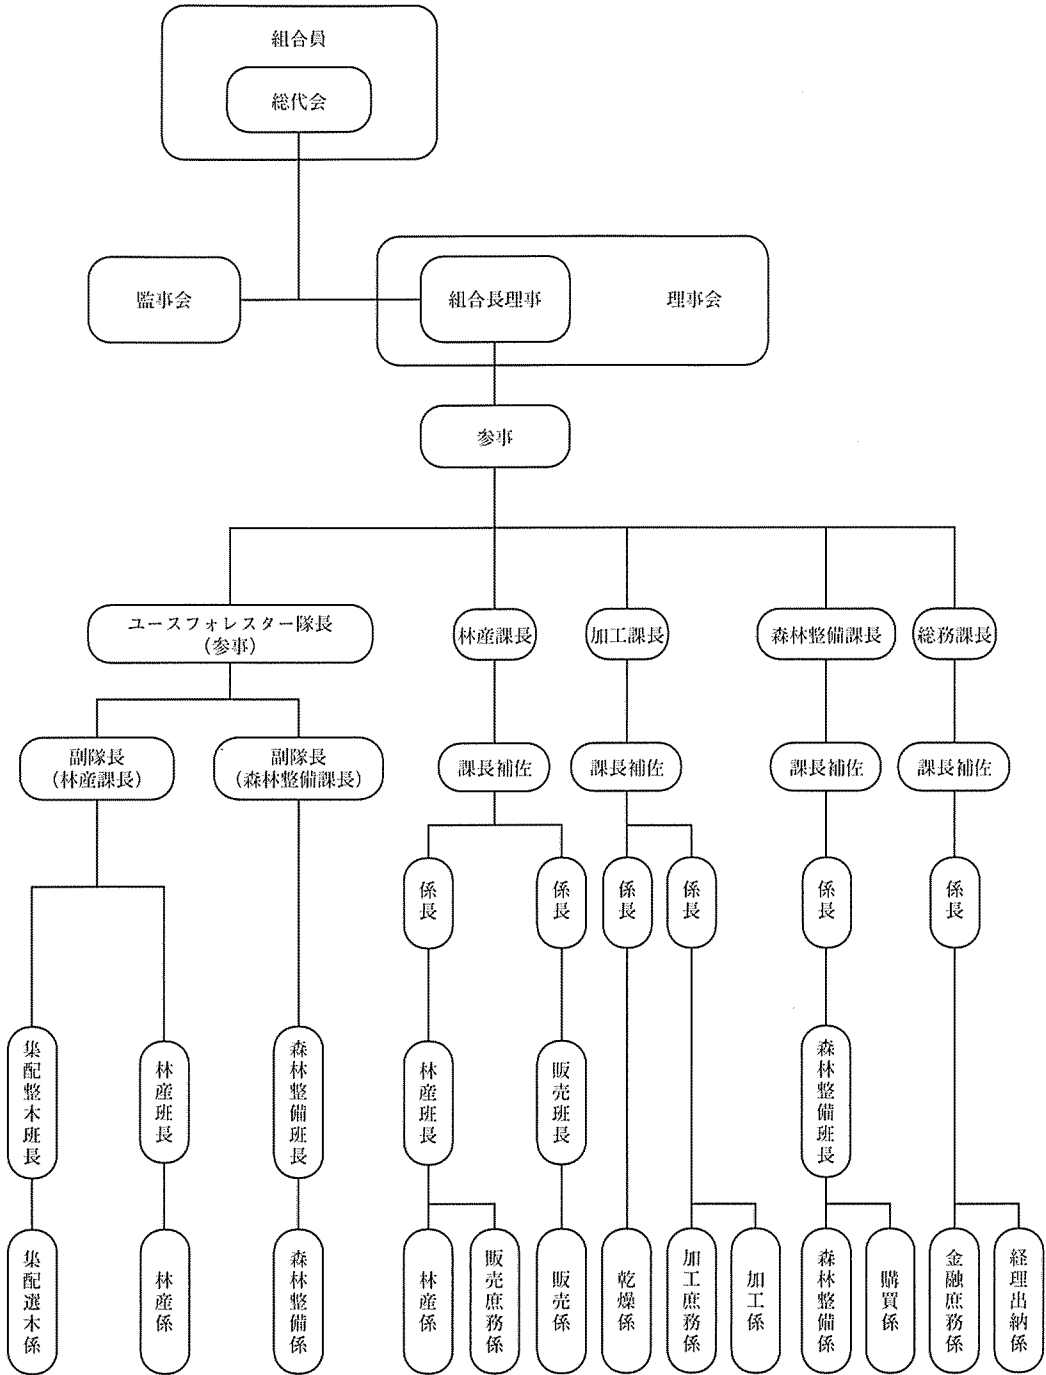 組合員
総代会
監事会
組合長理事
理事会
参事
ユースフォレスター隊長
（参事）
林産課長
加工課長
森林整備課長
総務課長
副隊長
（林産課長）
副隊長
（森林整備課長）
課長補佐
課長補佐
課長補佐
課長補佐
係長
係長
係長
係長
係長
係長
集配整木班長
林産班長
森林整備班長
林産班長
販売班長
森林整備班長
集配選木係
林産係
森林整備係
林産係
販売庶務係
販売係
乾燥係
加工庶務係
加工係
森林整備係
購買係
金融庶務係
経理出納係